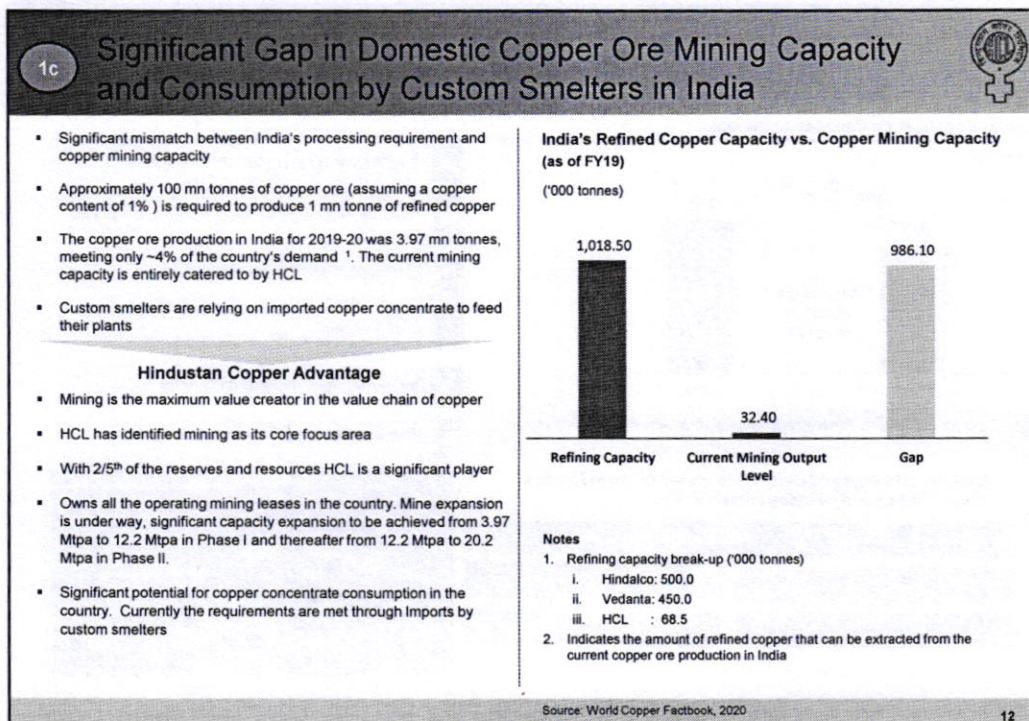 1c
Significant Gap in Domestic Copper Ore Mining Capacity
and Consumption by Custom Smelters in India
▪ Significant mismatch between India's processing requirement and
copper mining capacity
▪ Approximately 100 mn tonnes of copper ore (assuming a copper
content of 1% ) is required to produce 1 mn tonne of refined copper
▪ The copper ore production in India for 2019-20 was 3.97 mn tonnes,
meeting only ~4% of the country's demand ¹. The current mining
capacity is entirely catered to by HCL
▪ Custom smelters are relying on imported copper concentrate to feed
their plants
Hindustan Copper Advantage
▪ Mining is the maximum value creator in the value chain of copper
▪ HCL has identified mining as its core focus area
▪ With 2/5th of the reserves and resources HCL is a significant player
▪ Owns all the operating mining leases in the country. Mine expansion
is under way, significant capacity expansion to be achieved from 3.97
Mtpa to 12.2 Mtpa in Phase I and thereafter from 12.2 Mtpa to 20.2
Mtpa in Phase II.
▪ Significant potential for copper concentrate consumption in the
country. Currently the requirements are met through Imports by
custom smelters
India's Refined Copper Capacity vs. Copper Mining Capacity
(as of FY19)
('000 tonnes)
1,018.50
32.40
986.10
Refining Capacity
Current Mining Output
Level
Gap
Notes
1. Refining capacity break-up ('000 tonnes)
i. Hindalco: 500.0
ii. Vedanta: 450.0
iii. HCL : 68.5
2. Indicates the amount of refined copper that can be extracted from the
current copper ore production in India
Source: World Copper Factbook, 2020
12